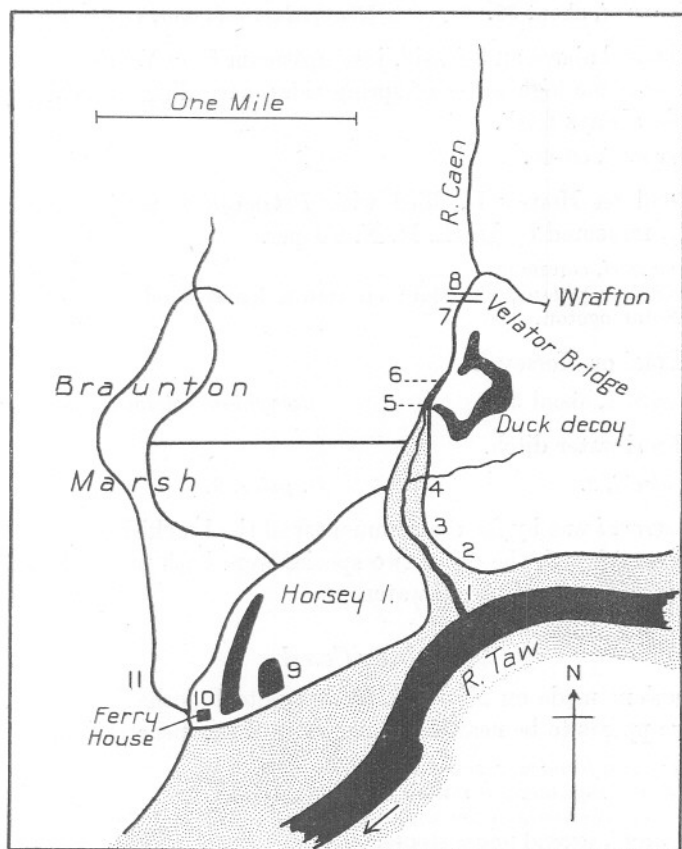 One Mile
R. Caen
8
7
Wrafton
Velator Bridge
6
5
Braunton
Duck decoy
Marsh
4
3
2
Horsey I.
1
R. Taw
11
10
9
N
Ferry
House